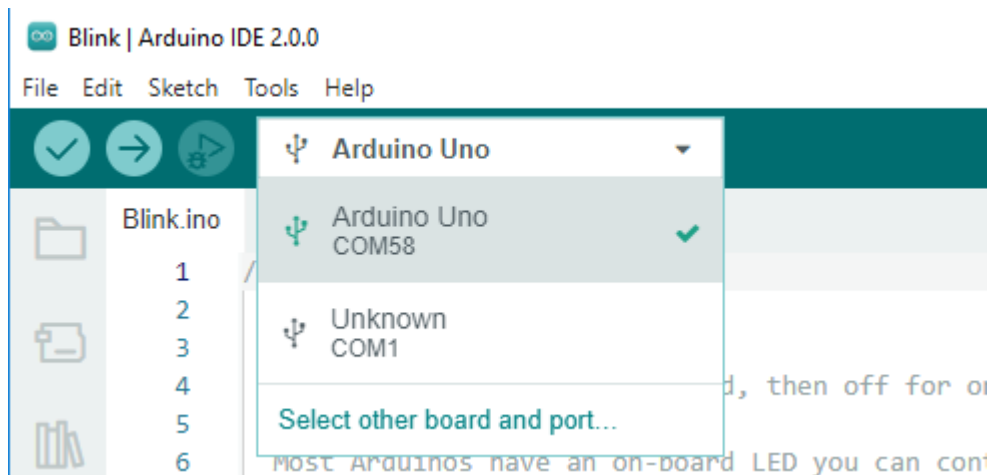 Blink | Arduino IDE 2.0.0
File Edit Sketch Tools Help
Arduino Uno
Blink.ino
Arduino Uno
COM58
1 /
2
Unknown
3
COM1
4 d, then off for
5
Select other board and port...
6 Most Arduinos have an on-board LED you can